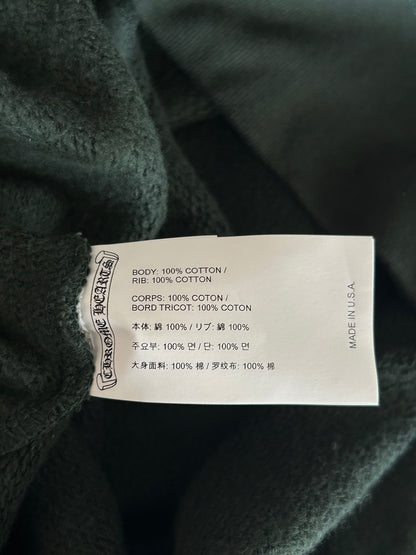 CHROME HEARTS
BODY: 100% COTTON /
RIB: 100% COTTON
CORPS: 100% COTON /
BORD TRICOT: 100% COTON
本体: 綿 100% / リブ: 綿 100%
주요부: 100% 면 / 단: 100% 면
大身面料: 100% 棉 / 罗纹布: 100% 棉
MADE IN U.S.A.